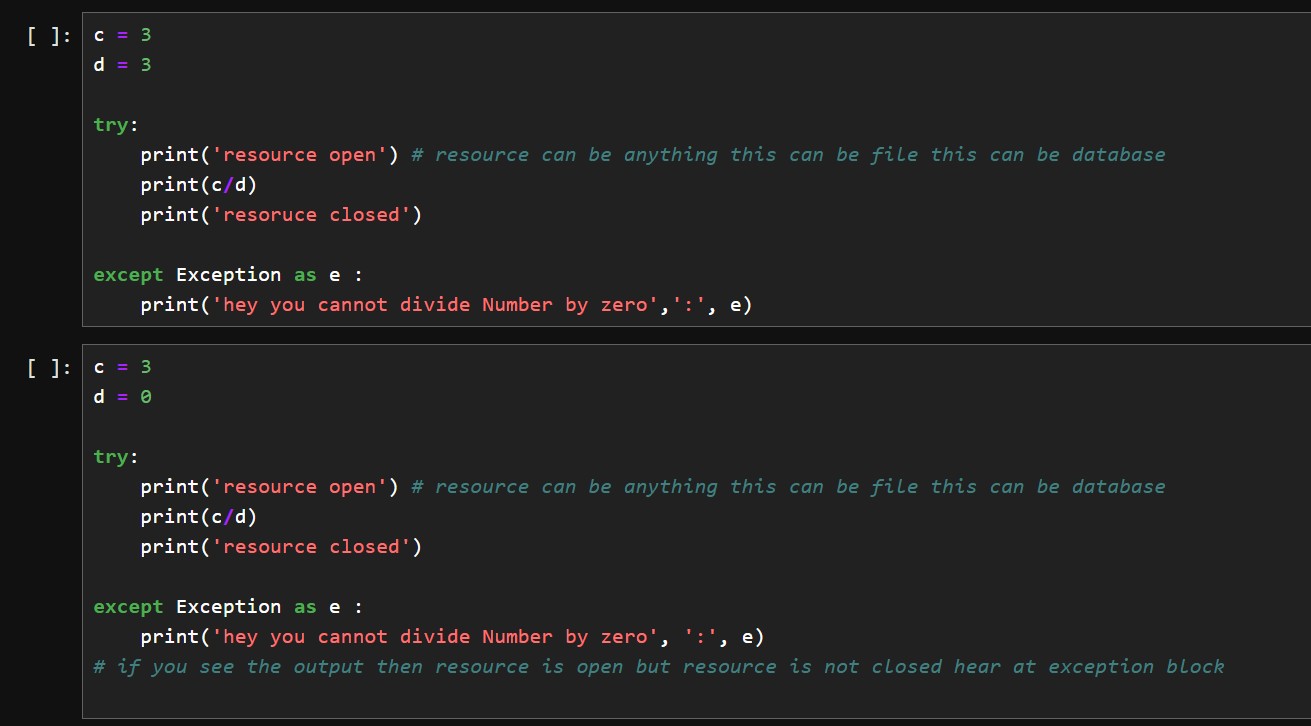 [ ]: c = 3
d = 3
try:
print('resource open') # resource can be anything this can be file this can be database
print(c/d)
print('resoruce closed')
except Exception as e :
print('hey you cannot divide Number by zero',':', e)
[ ]: c = 3
d = 0
try:
print('resource open') # resource can be anything this can be file this can be database
print(c/d)
print('resource closed')
except Exception as e :
print('hey you cannot divide Number by zero', ':', e)
# if you see the output then resource is open but resource is not closed hear at exception block